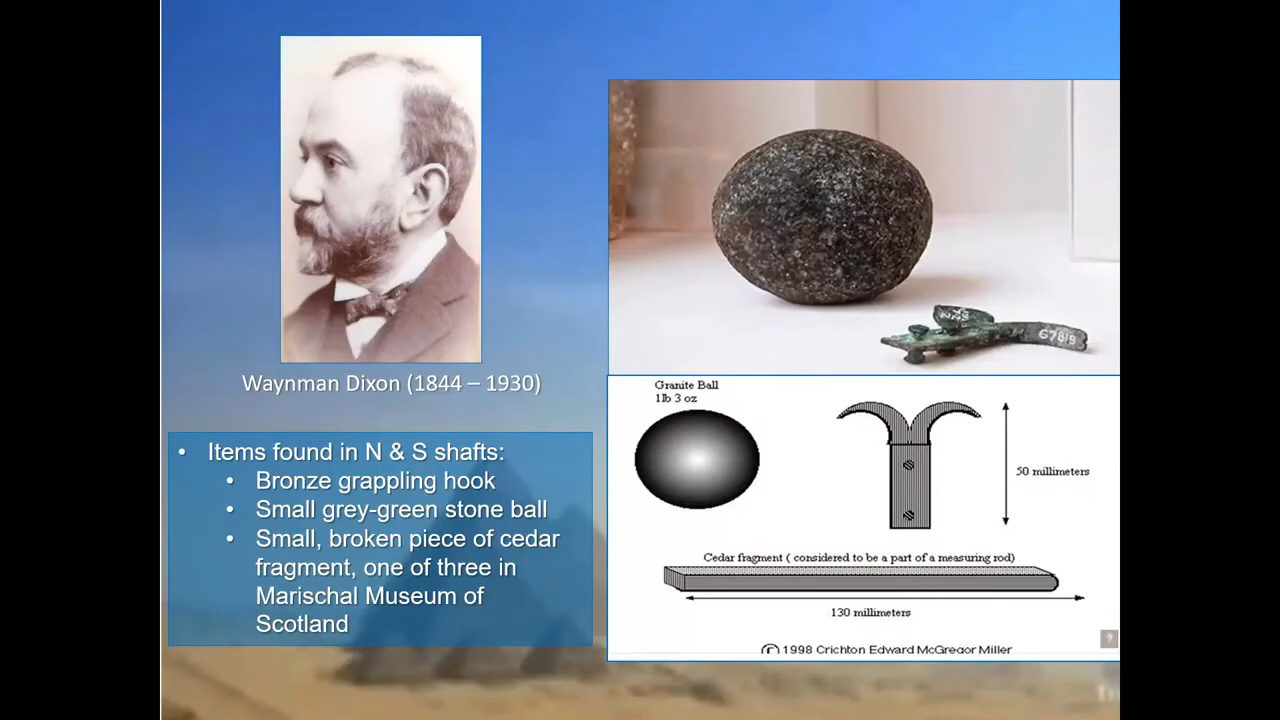 Waynman Dixon (1844 – 1930)
• Items found in N & S shafts:
• Bronze grappling hook
• Small grey-green stone ball
• Small, broken piece of cedar
fragment, one of three in
Marischal Museum of
Scotland
67818
Granite Ball
1lb 3 oz
50 millimeters
Cedar fragment ( considered to be a part of a measuring rod)
130 millimeters
© 1998 Crichton Edward McGregor Miller